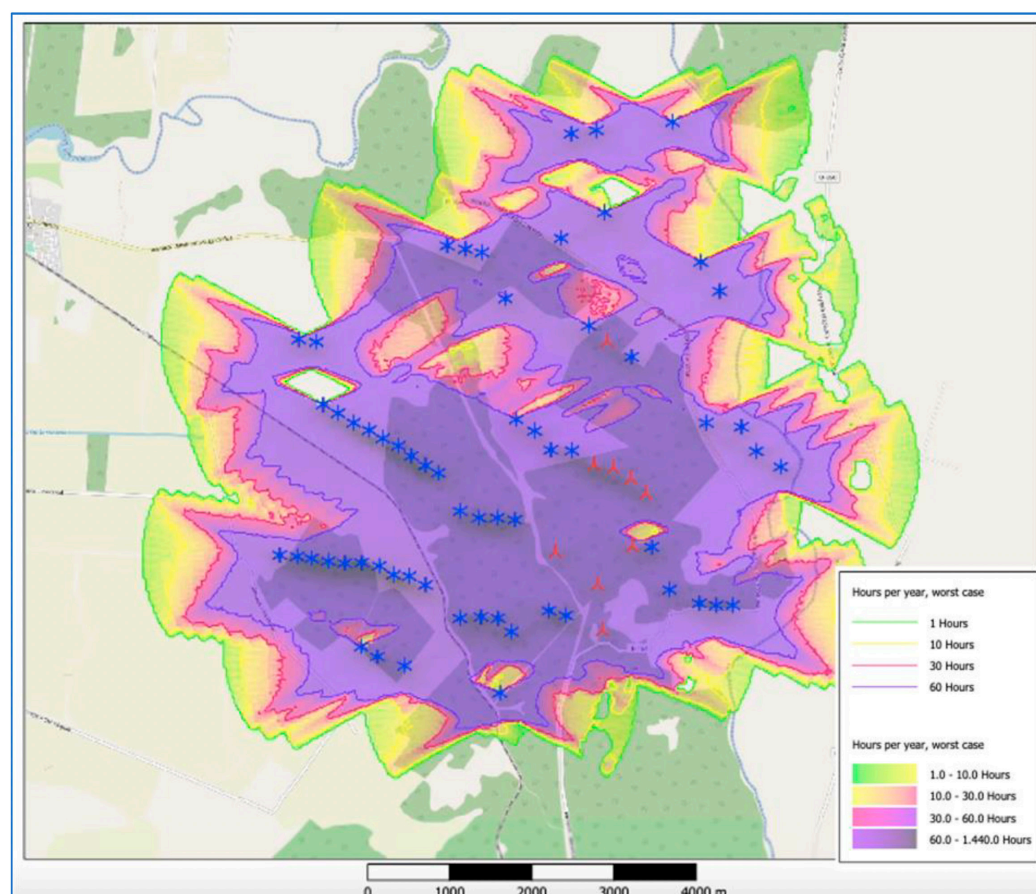 Hours per year, worst case
1 Hours
10 Hours
30 Hours
60 Hours
Hours per year, worst case
1.0 - 10.0 Hours
10.0 - 30.0 Hours
30.0 - 60.0 Hours
60.0 - 1.440.0 Hours
0 1000 2000 3000 4000 m